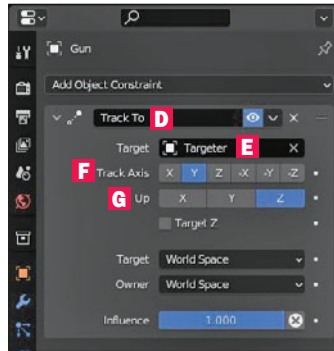 Gun
Add Object Constraint
Track To D
Target Targeter E
F Track Axis X Y Z -X -Y -Z
G Up X Y Z
Target Z
Target World Space
Owner World Space
Influence 1.000